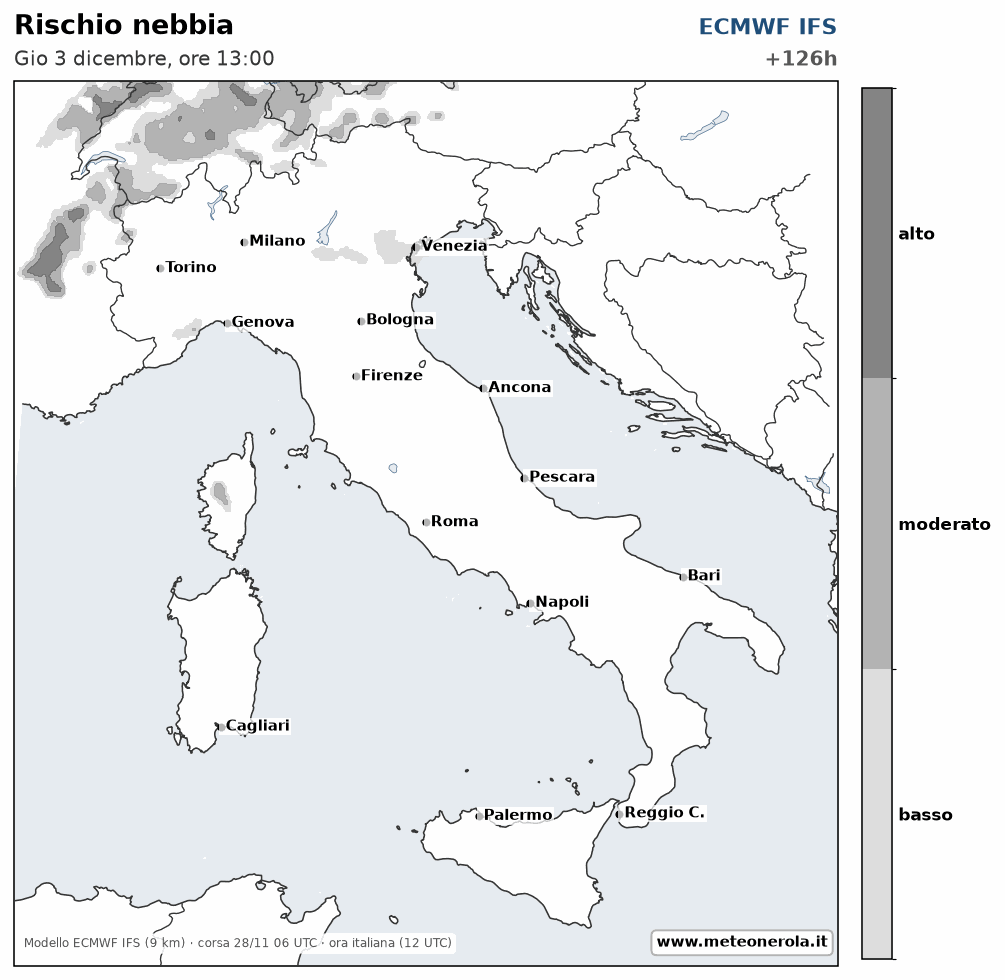 Rischio nebbia
ECMWF IFS
Gio 3 dicembre, ore 13:00
+126h
alto
moderato
basso
Milano
Venezia
Torino
Genova
Bologna
Firenze
Ancona
Pescara
Roma
Bari
Napoli
Cagliari
Palermo
Reggio C.
Modello ECMWF IFS (9 km) · corsa 28/11 06 UTC · ora italiana (12 UTC)
www.meteonerola.it